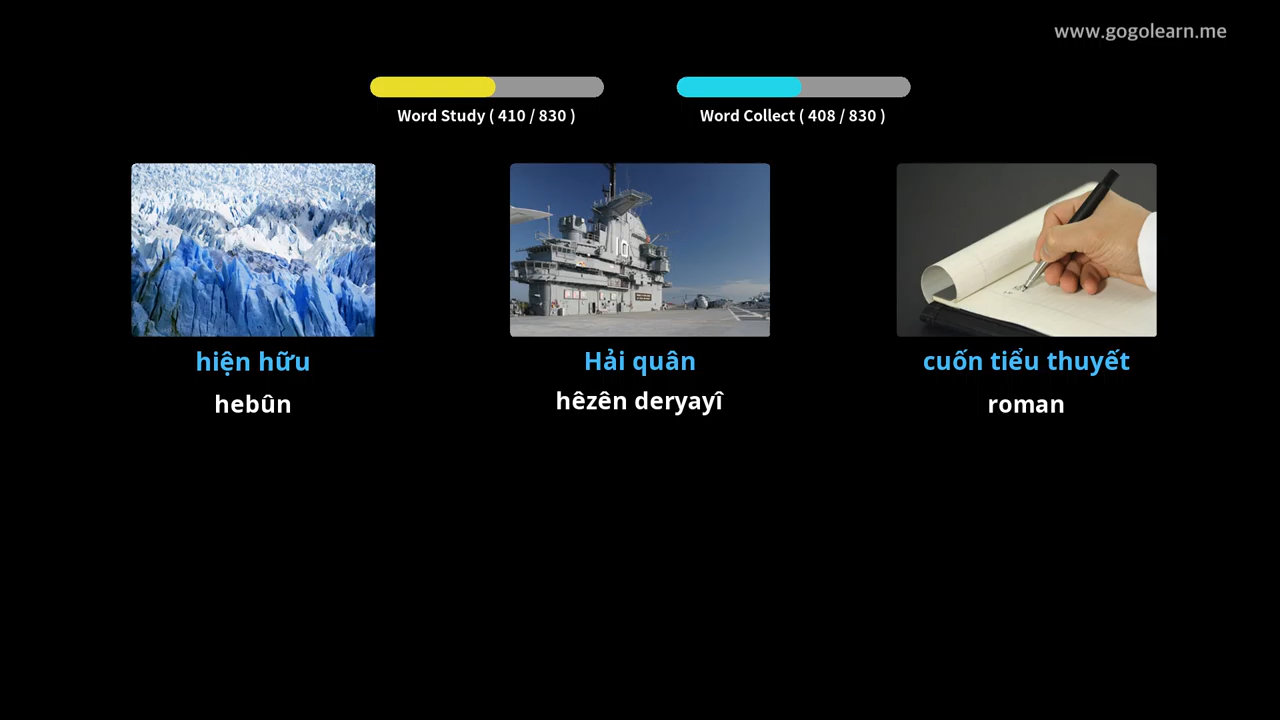 www.gogolearn.me
Word Study ( 410 / 830 )
Word Collect ( 408 / 830 )
10
hiện hữu
Hải quân
cuốn tiểu thuyết
hebûn
hêzên deryayî
roman